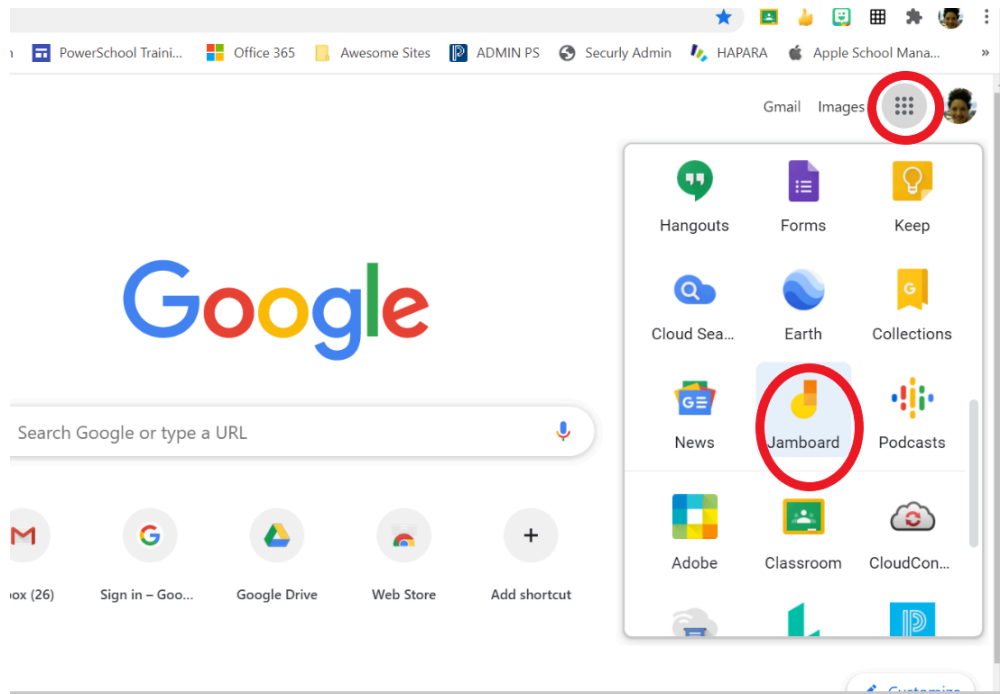 PowerSchool Traini...
Office 365
Awesome Sites
ADMIN PS
Securly Admin
HAPARA
Apple School Mana...
»
Gmail
Images
Hangouts
Forms
Keep
Cloud Sea...
Earth
G
Collections
Google
GE
News
Jamboard
Podcasts
Search Google or type a URL
Adobe
Classroom
CloudCon...
(26)
Sign in – Goo...
Google Drive
Web Store
Add shortcut
Customize